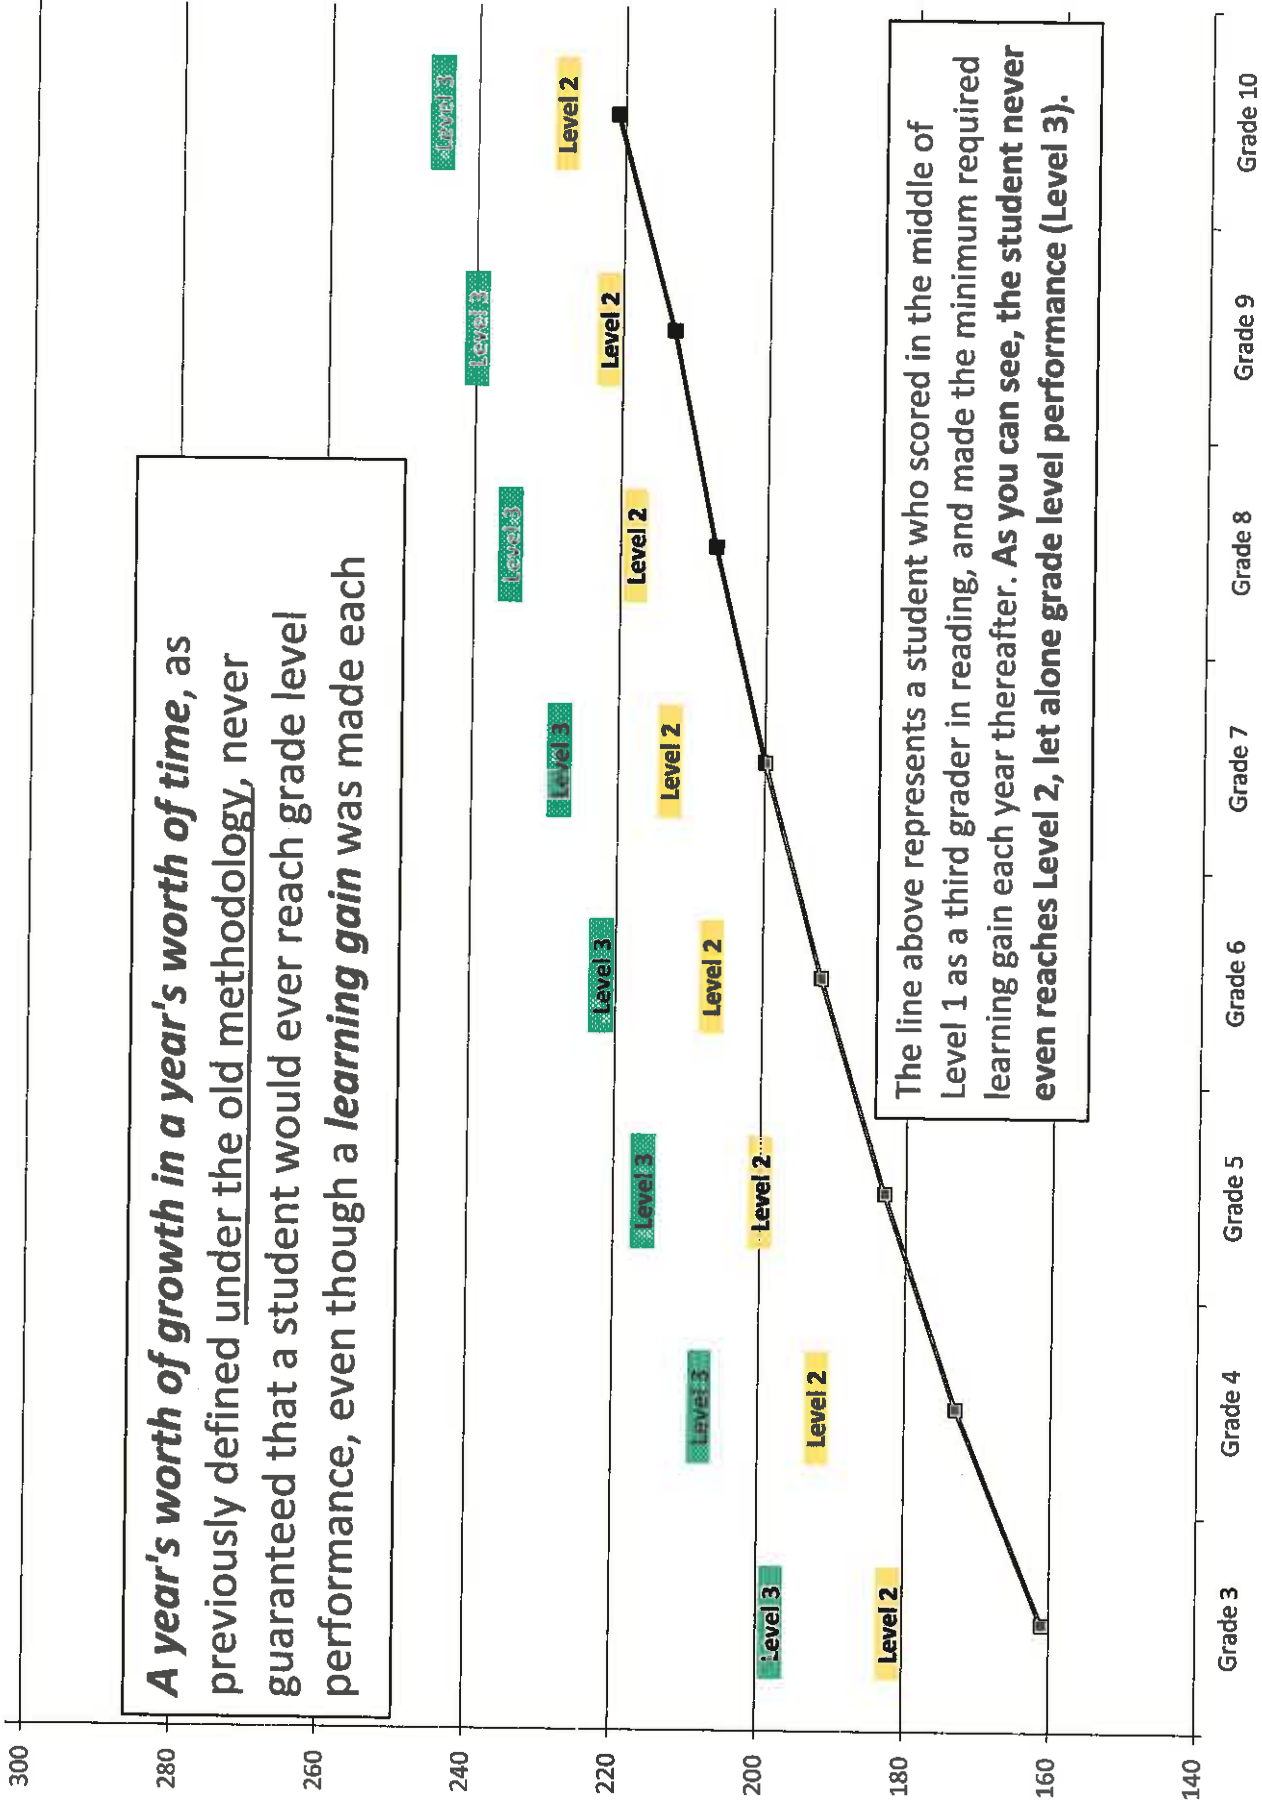 300
280
260
240
220
200
180
160
140
A year's worth of growth in a year's worth of time, as
previously defined under the old methodology, never
guaranteed that a student would ever reach grade level
performance, even though a learning gain was made each
Level 3
Level 2
Level 3
Level 2
Level 3
Level 2
Level 3
Level 2
Level 3
Level 2
Level 3
Level 2
Level 3
Level 2
Level 3
Level 2
The line above represents a student who scored in the middle of
Level 1 as a third grader in reading, and made the minimum required
learning gain each year thereafter. As you can see, the student never
even reaches Level 2, let alone grade level performance (Level 3).
Grade 3
Grade 4
Grade 5
Grade 6
Grade 7
Grade 8
Grade 9
Grade 10